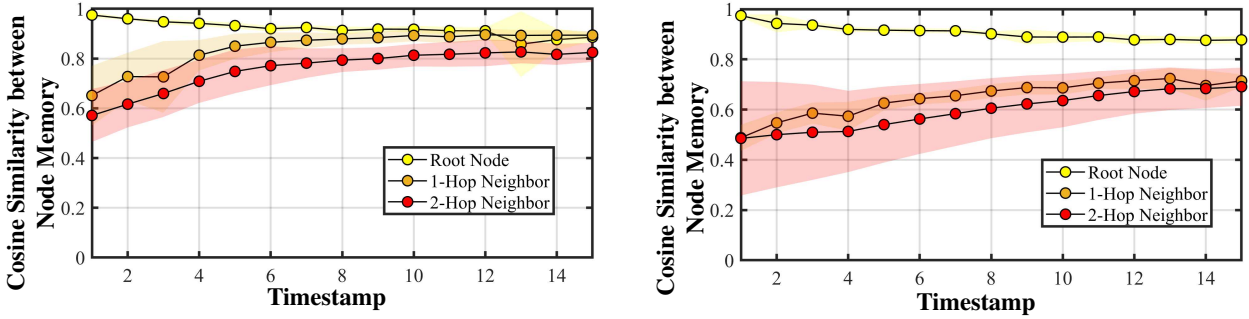 Cosine Similarity between
Node Memory
1
0.8
0.6
0.4
0.2
0
2 4 6 8 10 12 14
Timestamp
Root Node
1-Hop Neighbor
2-Hop Neighbor
Cosine Similarity between
Node Memory
1
0.8
0.6
0.4
0.2
0
2 4 6 8 10 12 14
Timestamp
Root Node
1-Hop Neighbor
2-Hop Neighbor